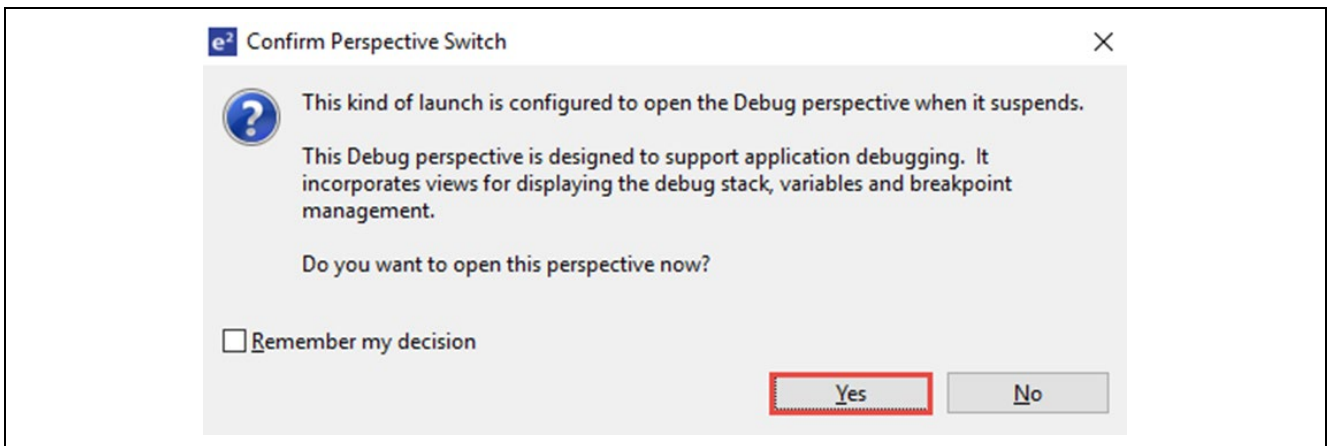 e² Confirm Perspective Switch
This kind of launch is configured to open the Debug perspective when it suspends.
This Debug perspective is designed to support application debugging. It
incorporates views for displaying the debug stack, variables and breakpoint
management.
Do you want to open this perspective now?
Remember my decision
Yes No